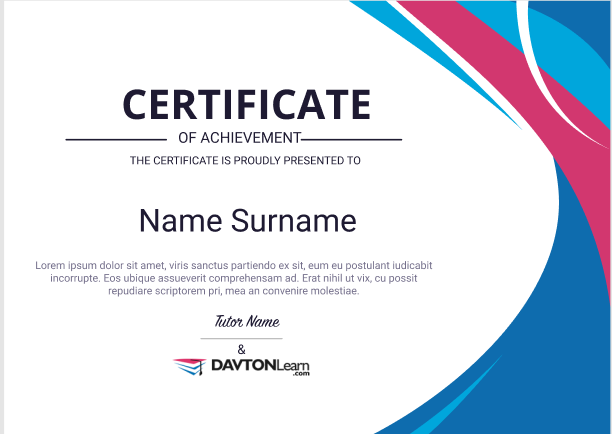 CERTIFICATE
OF ACHIEVEMENT
THE CERTIFICATE IS PROUDLY PRESENTED TO
Name Surname
Lorem ipsum dolor sit amet, viris sanctus partiendo ex sit, eum eu postulant iudicabit
incorrupte. Eos ubique assueverit comprehensam ad. Erat nihil ut vix, cu possit
repudiare scriptorem pri, mea an convenire molestiae.
Tutor Name
&
DAVTONLearn
.com